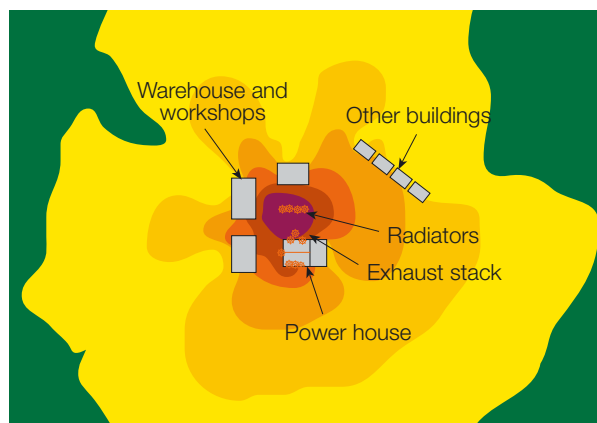 Warehouse and
workshops
Other buildings
Radiators
Exhaust stack
Power house